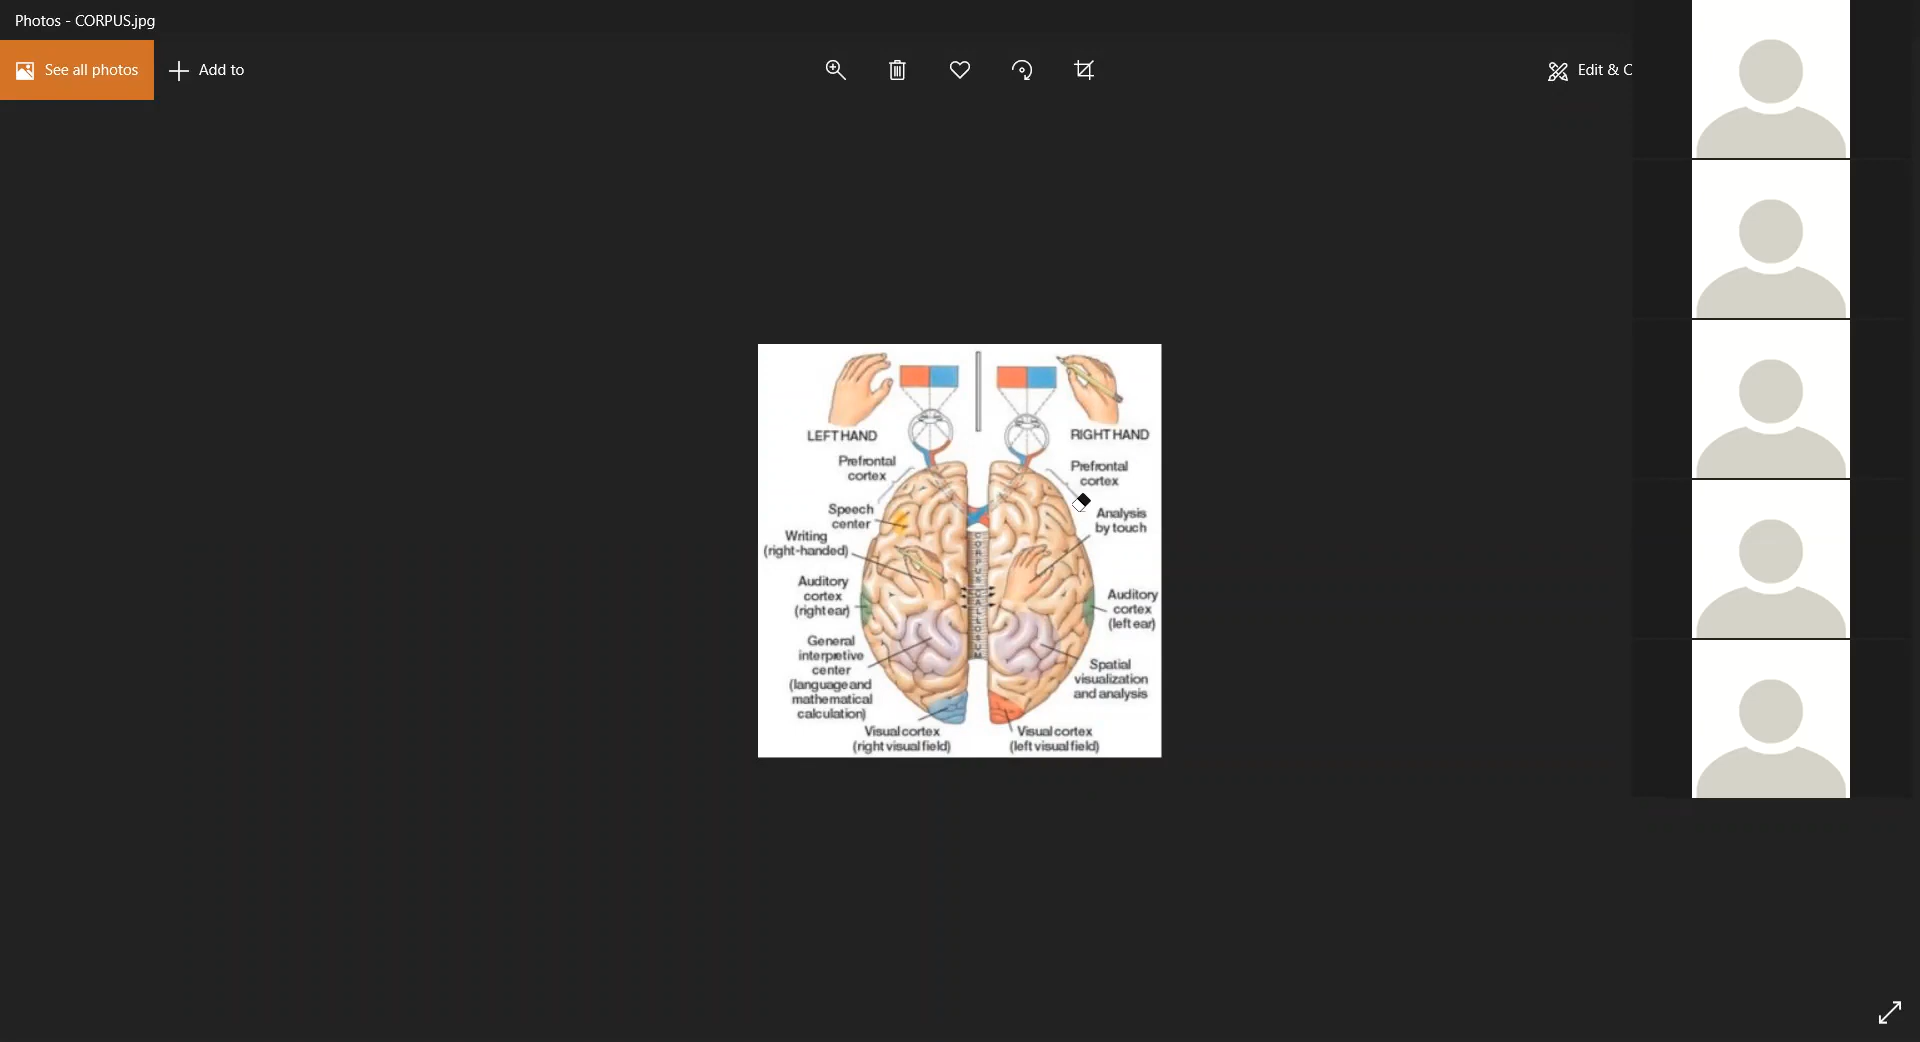 Photos - CORPUS.jpg
See all photos
Add to
Edit & C
LEFT HAND
RIGHT HAND
Prefrontal
cortex
Prefrontal
cortex
Speech
center
Analysis
by touch
Writing
(right-handed)
CORPUS CALLOSUM
Auditory
cortex
(right ear)
Auditory
cortex
(left ear)
General
interpretive
center
(language and
mathematical
calculation)
Spatial
visualization
and analysis
Visual cortex
(right visual field)
Visual cortex
(left visual field)